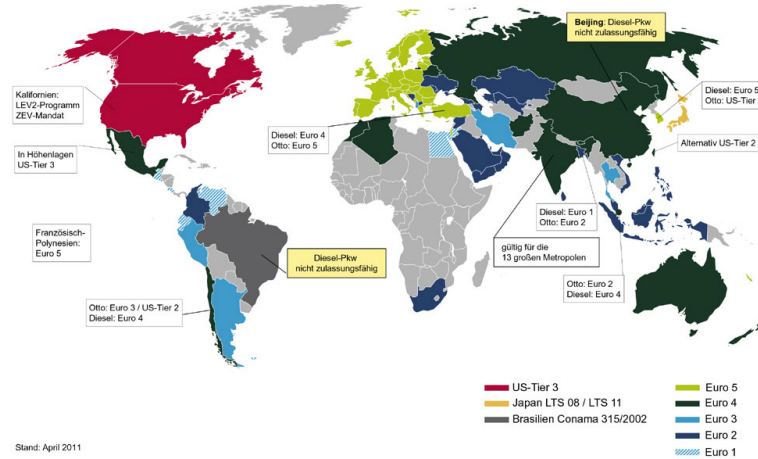 Beijing: Diesel-Pkw
nicht zulassungsfähig
Kalifornien:
LEV2-Programm
ZEV-Mandat
Diesel: Euro 5
Otto: US-Tier 2
Diesel: Euro 4
Otto: Euro 5
In Höhenlagen
US-Tier 3
Alternativ US-Tier 2
Diesel: Euro 1
Otto: Euro 2
Französisch-
Polynesien:
Euro 5
gültig für die
13 großen Metropolen
Diesel-Pkw
nicht zulassungsfähig
Otto: Euro 2
Diesel: Euro 4
Otto: Euro 3 / US-Tier 2
Diesel: Euro 4
US-Tier 3
Japan LTS 08 / LTS 11
Brasilien Conama 315/2002
Euro 5
Euro 4
Euro 3
Euro 2
Euro 1
Stand: April 2011